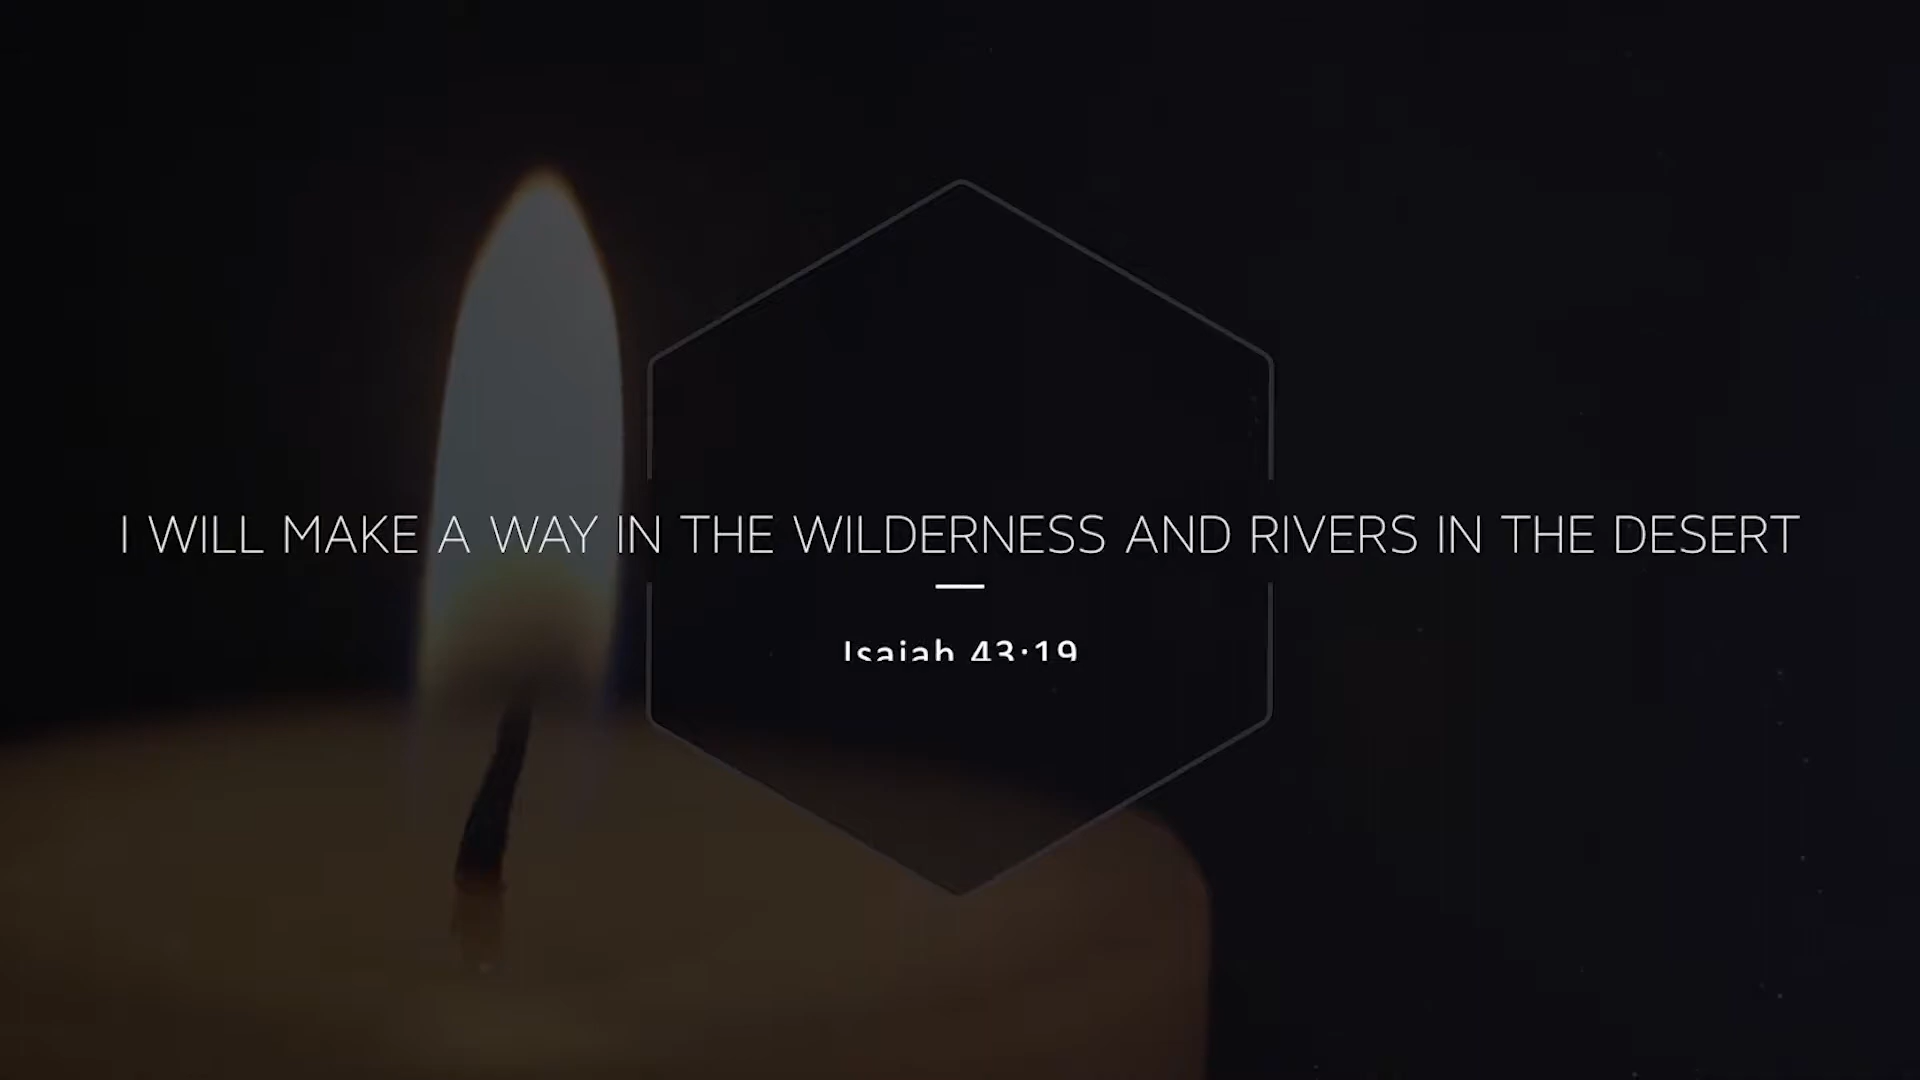 I WILL MAKE A WAY IN THE WILDERNESS AND RIVERS IN THE DESERT
Isaiah 43:19